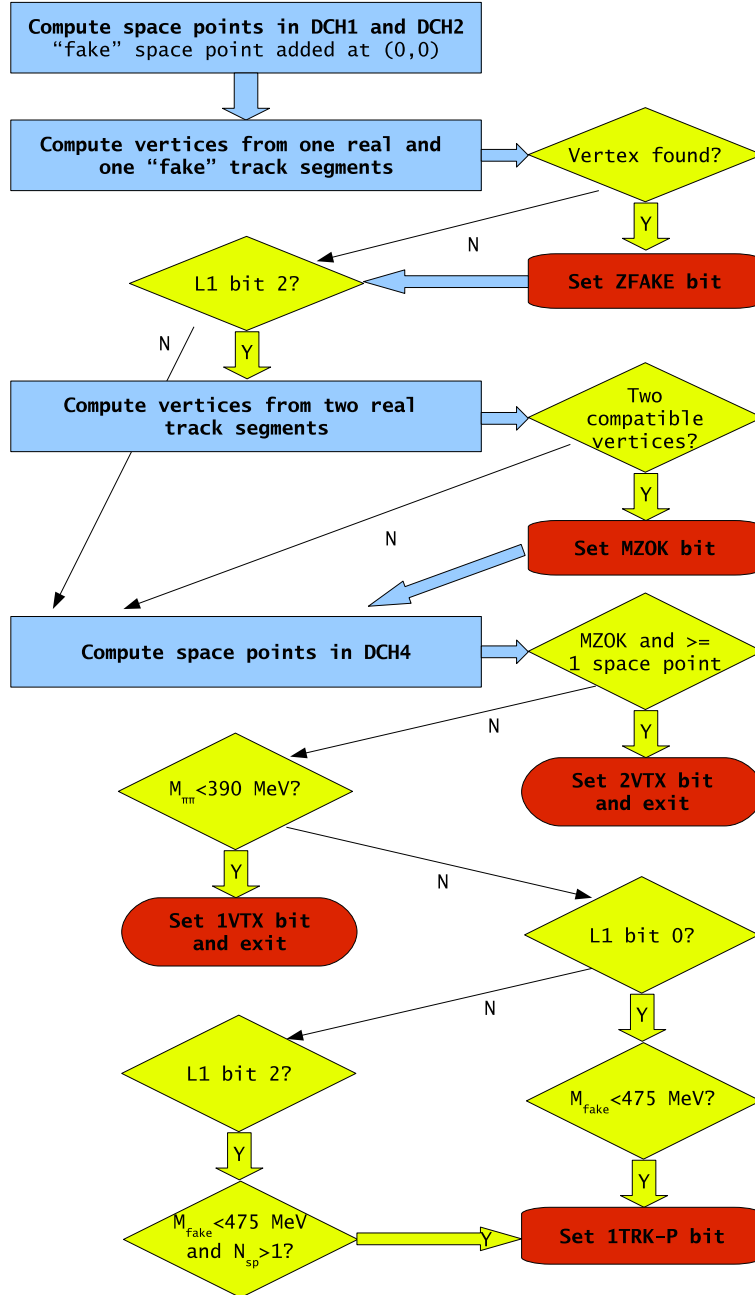 Compute space points in DCH1 and DCH2
“fake” space point added at (0,0)
Compute vertices from one real and
one “fake” track segments
Vertex found?
Y
N
Set ZFAKE bit
L1 bit 2?
N
Y
Compute vertices from two real
track segments
Two
compatible
vertices?
Y
N
Set MZOK bit
Compute space points in DCH4
MZOK and >=
1 space point
N
Y
Set 2VTX bit
and exit
Mππ<390 MeV?
Y
N
Set 1VTX bit
and exit
L1 bit 0?
N
Y
L1 bit 2?
Mfake<475 MeV?
Y
Y
Mfake<475 MeV
and Nsp>1?
Y
Set 1TRK-P bit